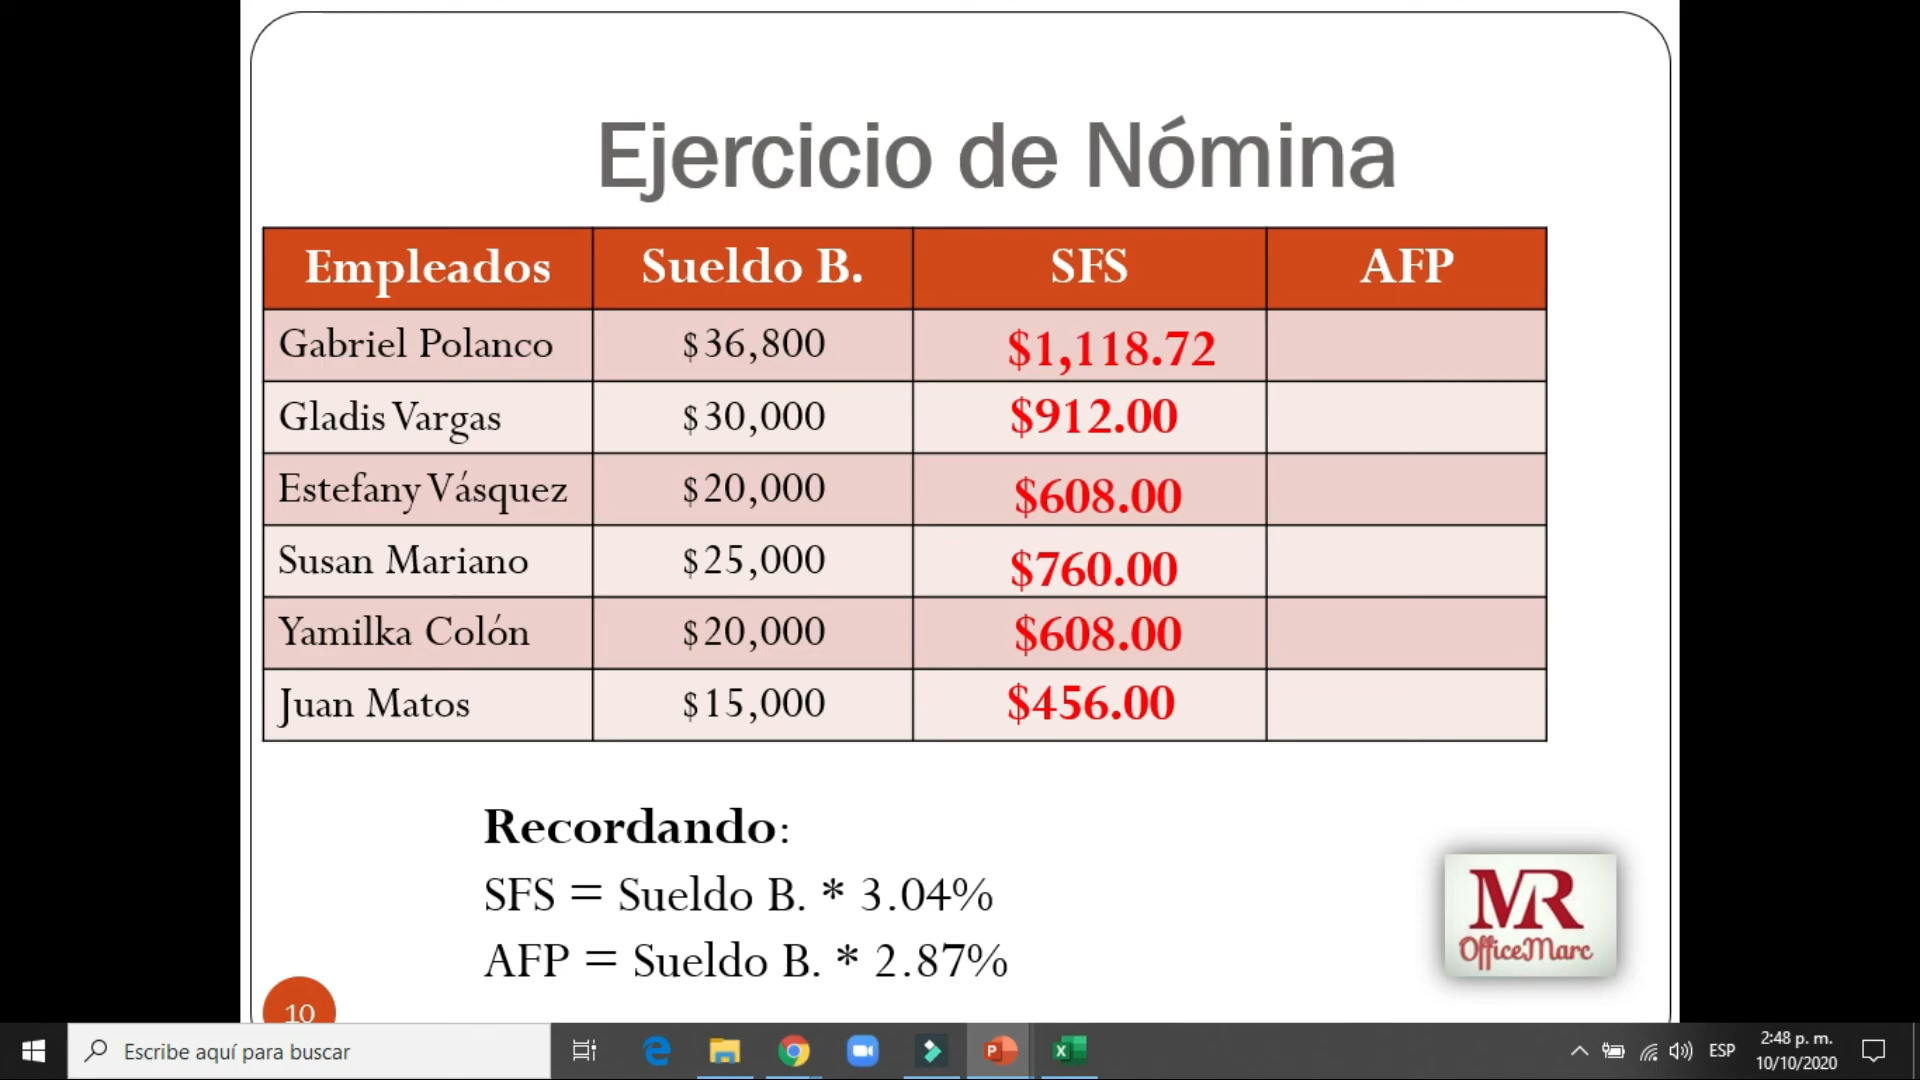 Ejercicio de Nómina
Empleados Sueldo B. SFS AFP
Gabriel Polanco $36,800 $1,118.72
Gladis Vargas $30,000 $912.00
Estefany Vásquez $20,000 $608.00
Susan Mariano $25,000 $760.00
Yamilka Colón $20,000 $608.00
Juan Matos $15,000 $456.00
Recordando:
SFS = Sueldo B. * 3.04%
AFP = Sueldo B. * 2.87%
MR
OfficeMarc
10
Escribe aquí para buscar
ESP
2:48 p. m.
10/10/2020